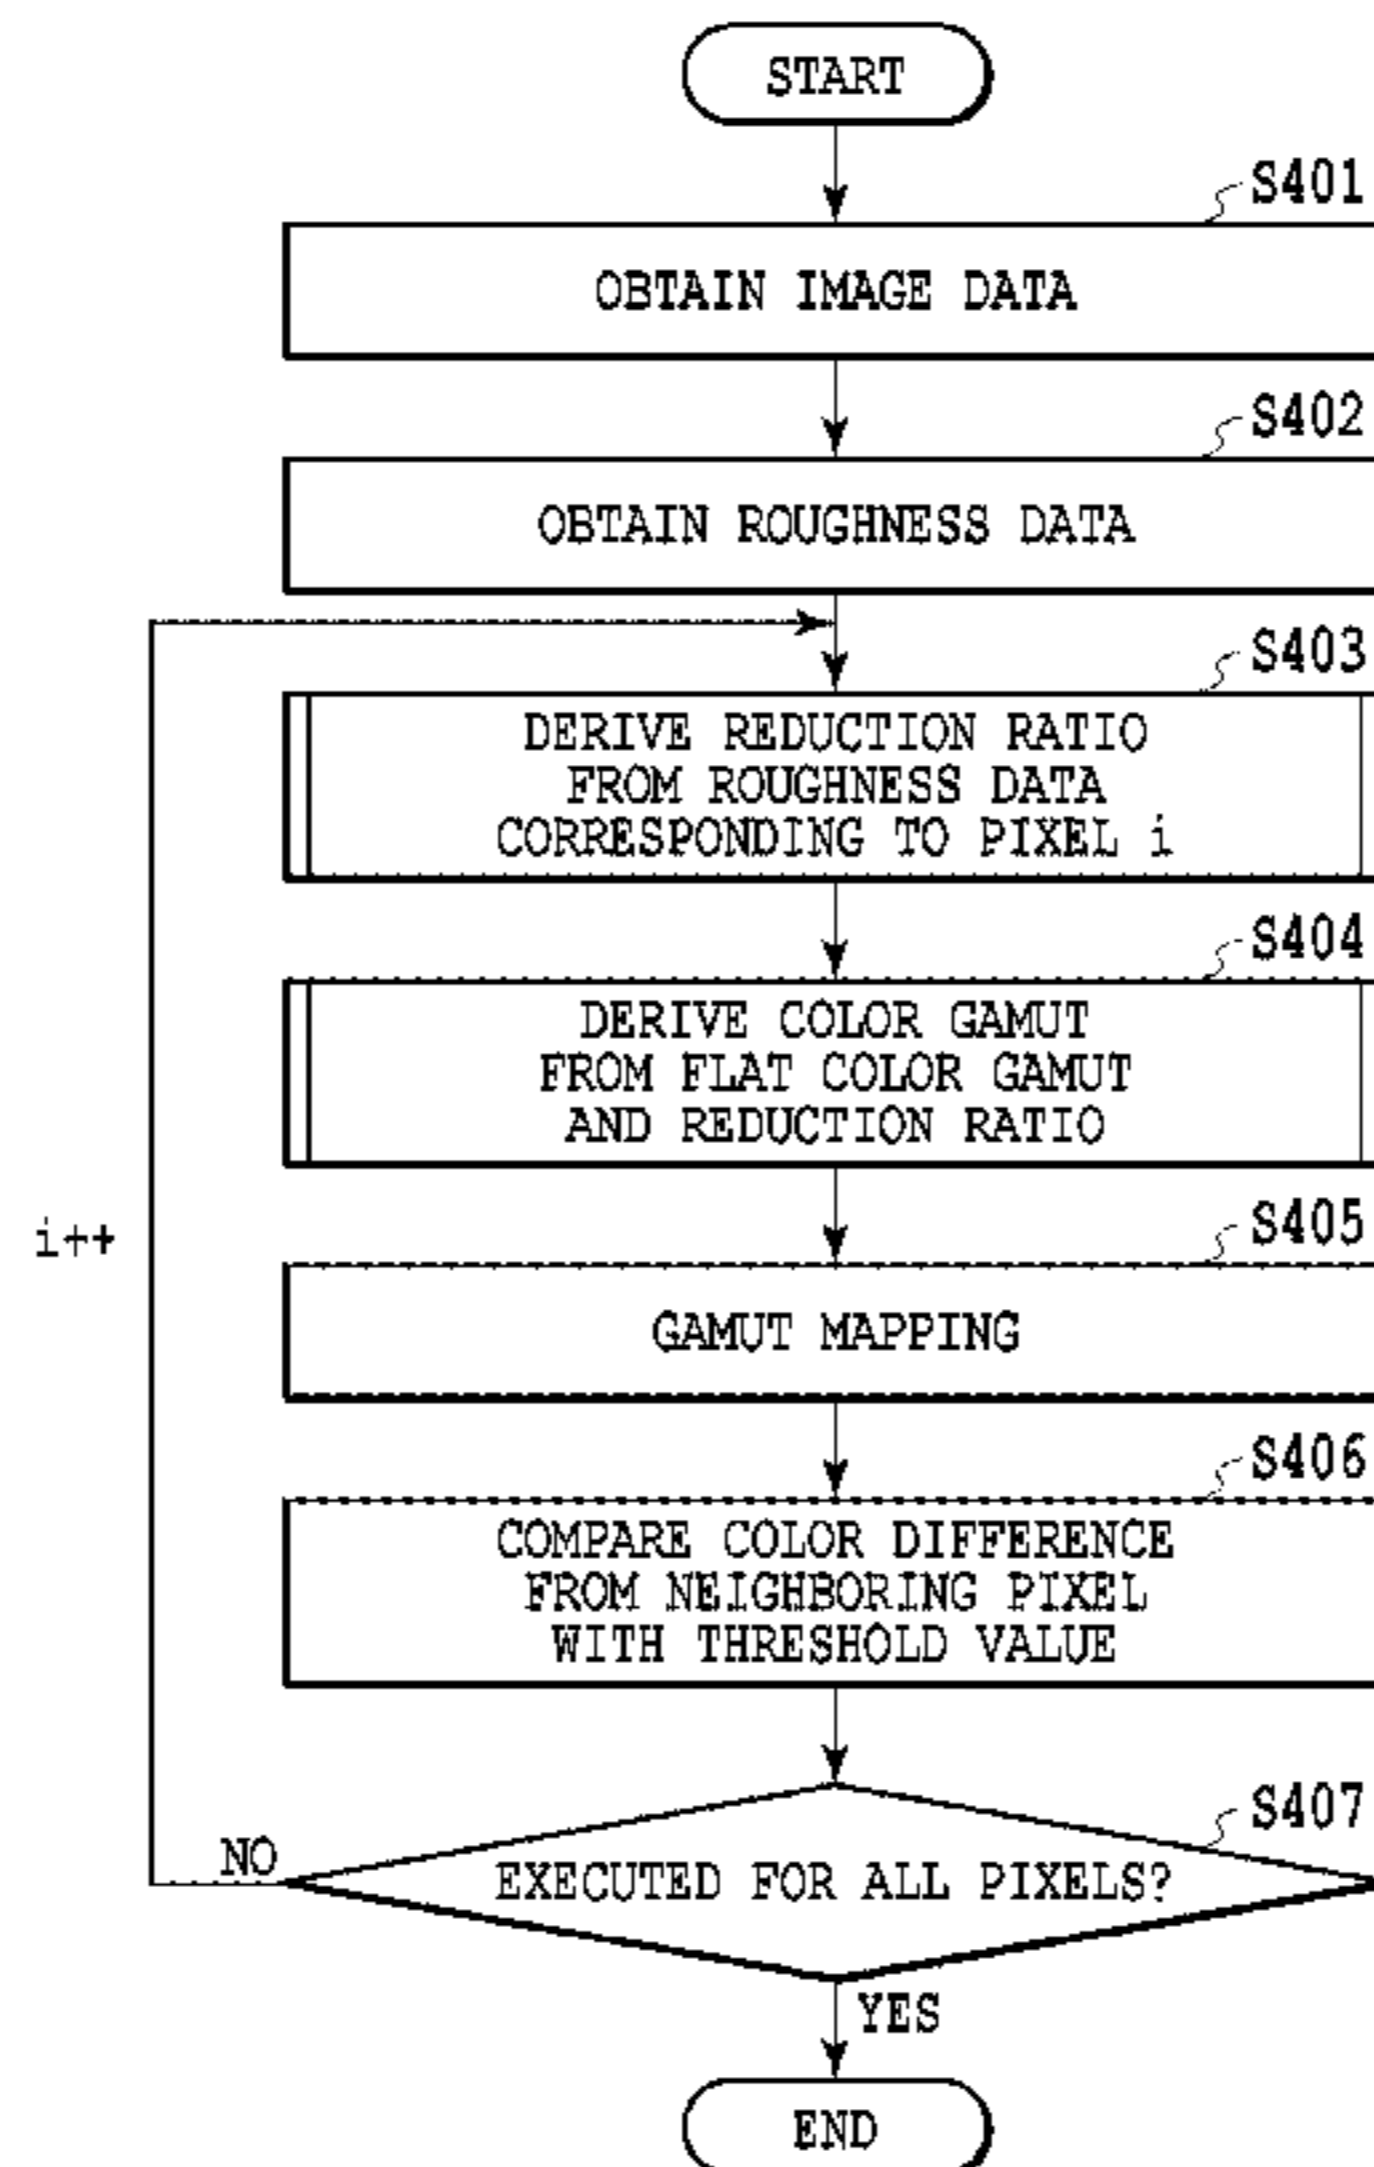 START
S401
OBTAIN IMAGE DATA
S402
OBTAIN ROUGHNESS DATA
S403
DERIVE REDUCTION RATIO
FROM ROUGHNESS DATA
CORRESPONDING TO PIXEL i
S404
DERIVE COLOR GAMUT
FROM FLAT COLOR GAMUT
AND REDUCTION RATIO
i++
S405
GAMUT MAPPING
S406
COMPARE COLOR DIFFERENCE
FROM NEIGHBORING PIXEL
WITH THRESHOLD VALUE
S407
NO
EXECUTED FOR ALL PIXELS?
YES
END